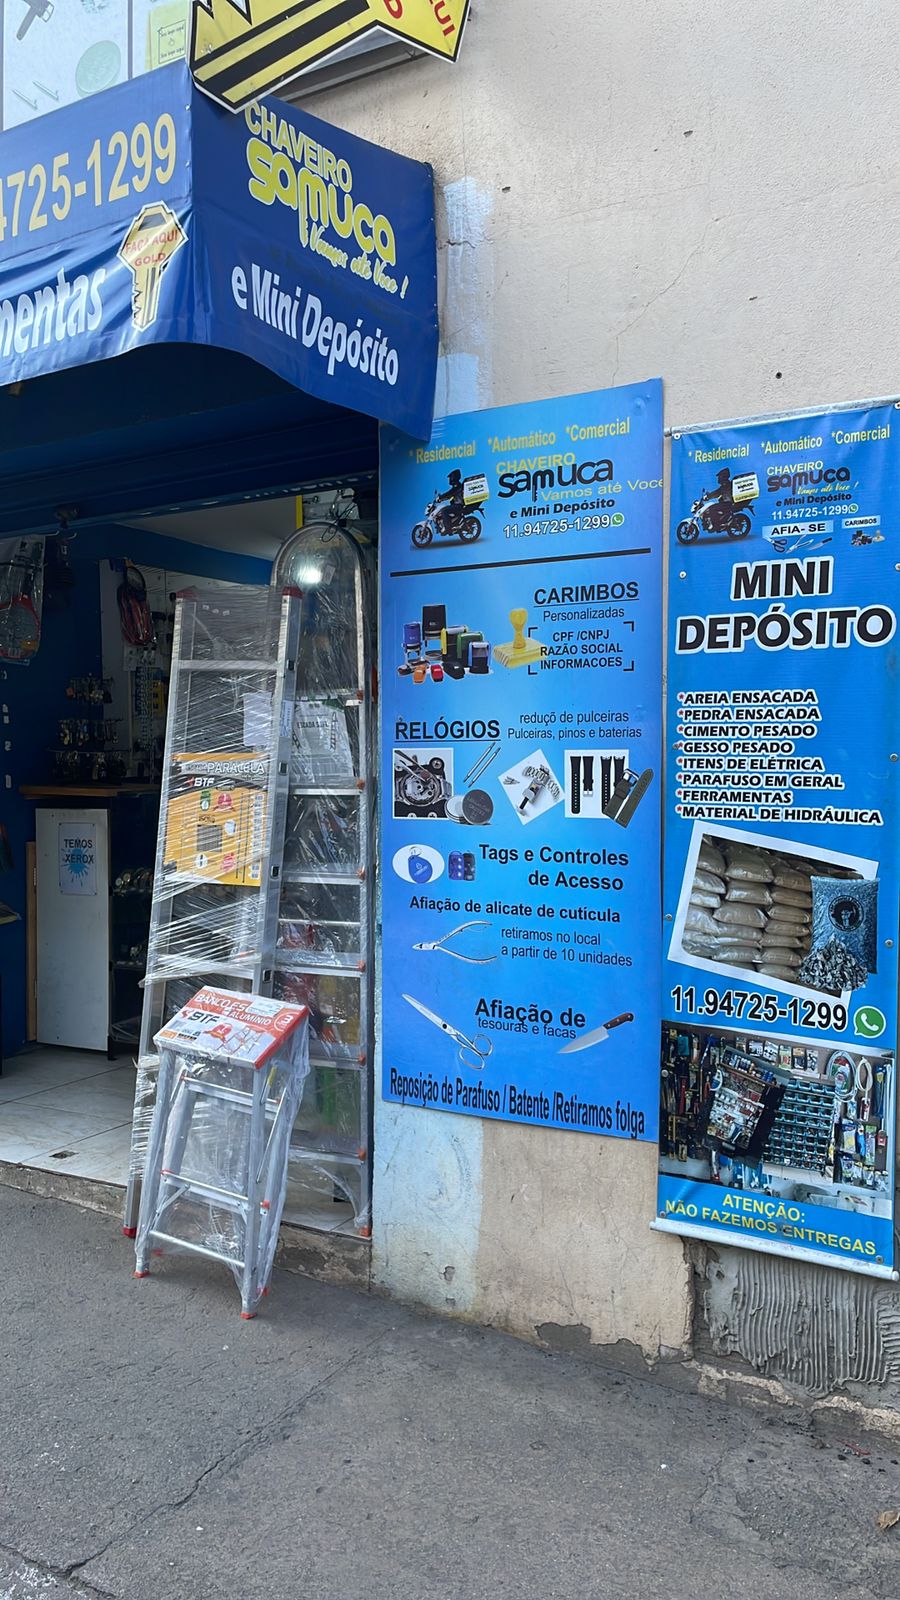 4725-1299
FAÇA AQUI
GOLD
mentas
CHAVEIRO
samuca
Vamos até Voce !
e Mini Depósito
* Residencial *Automático *Comercial
CHAVEIRO
samuca
Vamos até Você
e Mini Depósito
11.94725-1299
CARIMBOS
Personalizadas
CPF /CNPJ
RAZÃO SOCIAL
INFORMACOES
RELÓGIOS
reduçõ de pulceiras
Pulceiras, pinos e baterias
Tags e Controles
de Acesso
Afiação de alicate de cutícula
retiramos no local
a partir de 10 unidades
Afiação de
tesouras e facas
Reposição de Parafuso / Batente /Retiramos folga
* Residencial *Automático *Comercial
CHAVEIRO
samuca
Vamos até Voce !
e Mini Depósito
11.94725-1299
AFIA- SE
CARIMBOS
MINI
DEPÓSITO
*AREIA ENSACADA
*PEDRA ENSACADA
*CIMENTO PESADO
*GESSO PESADO
*ITENS DE ELÉTRICA
*PARAFUSO EM GERAL
*FERRAMENTAS
*MATERIAL DE HIDRÁULICA
11.94725-1299
ATENÇÃO:
NÃO FAZEMOS ENTREGAS
TEMOS
XEROX
PARALELA
BTF
BANCO
ALUMÍNIO
BTF
3